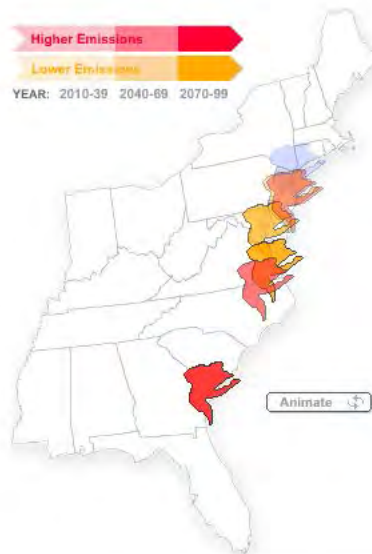 Higher Emissions
Lower Emissions
YEAR: 2010-39 2040-69 2070-99
Animate